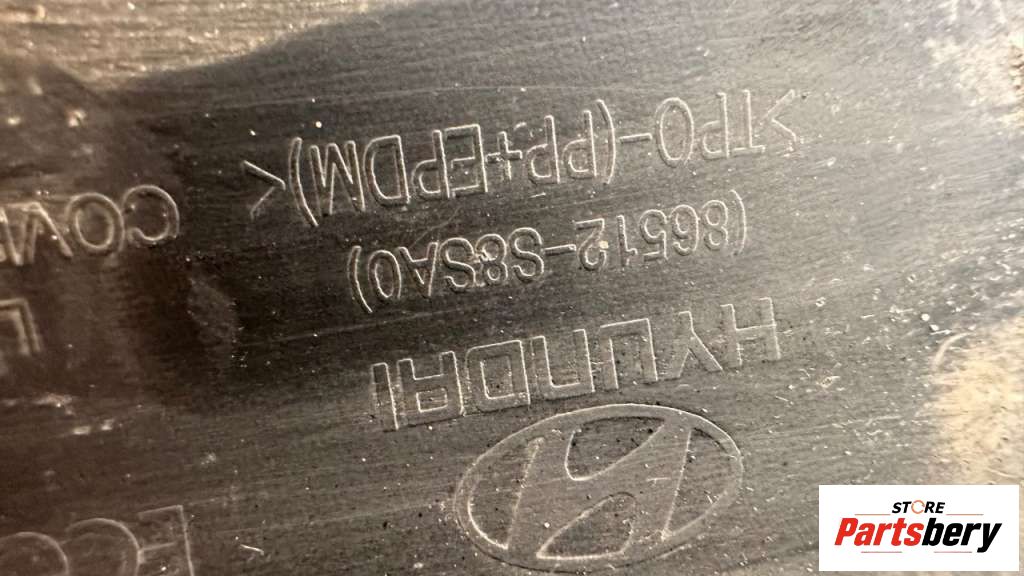 HYUNDAI
(86512-S8SA0)
>TPO-(PP+EPDM)<
STORE
Partsbery